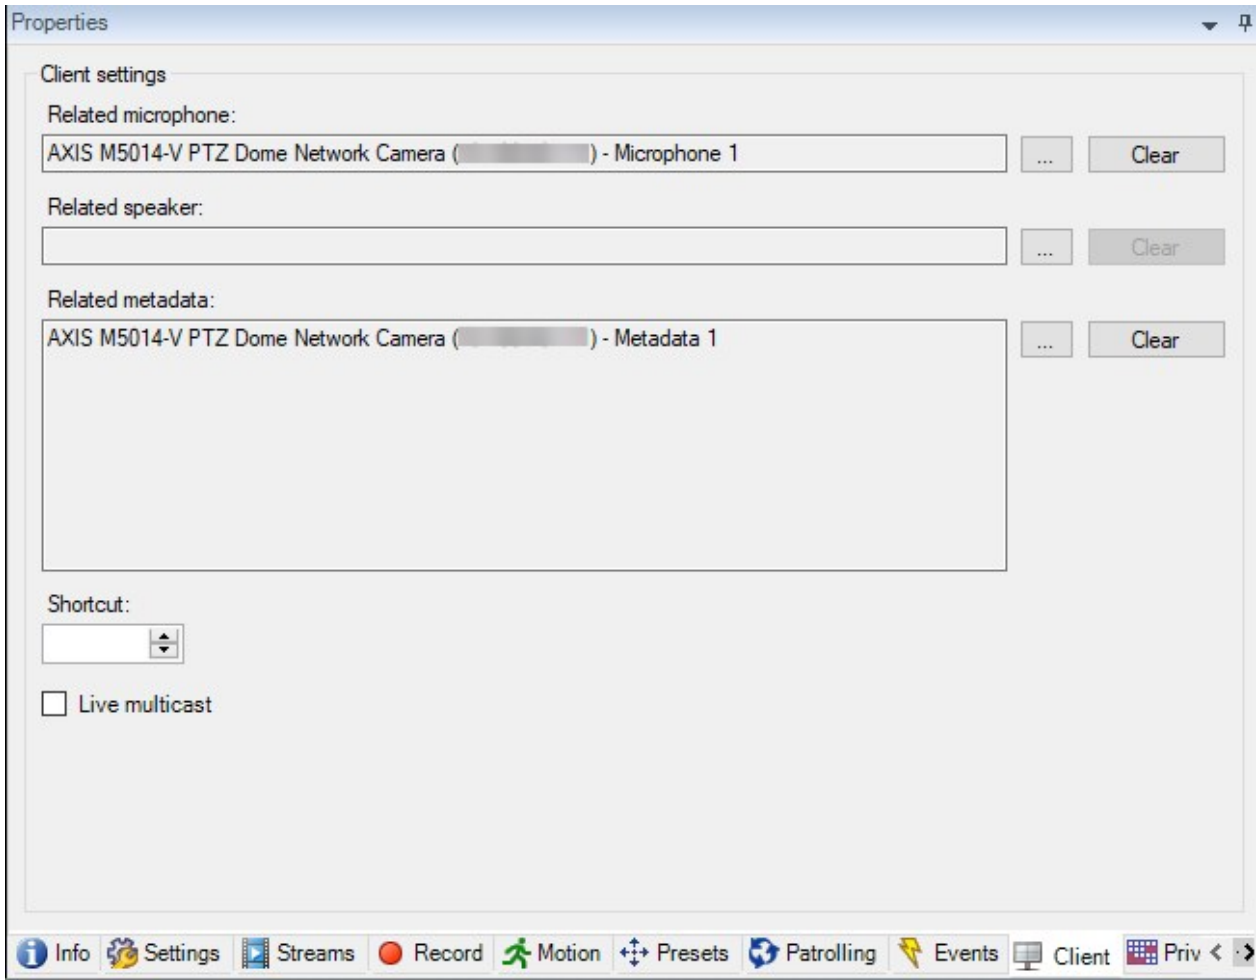 Properties
Client settings
Related microphone:
AXIS M5014-V PTZ Dome Network Camera ( ) - Microphone 1 ... Clear
Related speaker:
... Clear
Related metadata:
AXIS M5014-V PTZ Dome Network Camera ( ) - Metadata 1 ... Clear
Shortcut:
Live multicast
Info Settings Streams Record Motion Presets Patrolling Events Client Priv